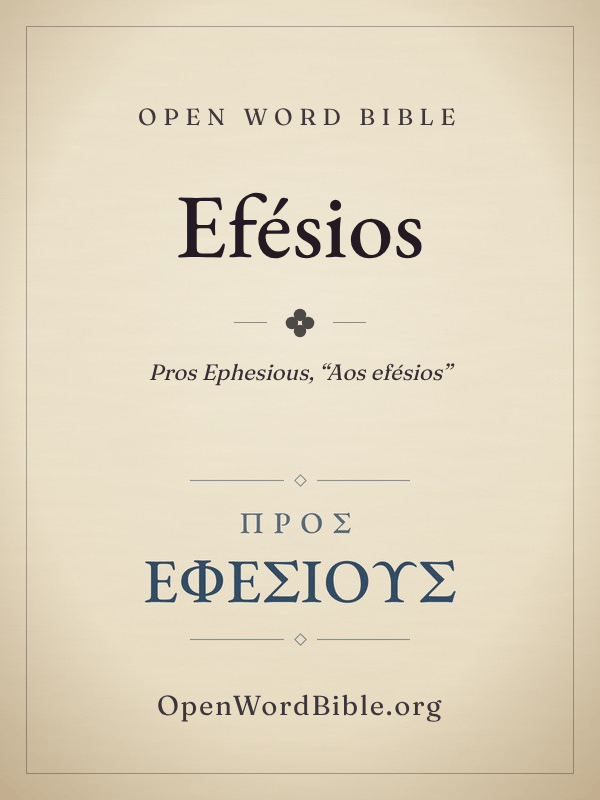 OPEN WORD BIBLE
Efésios
Pros Ephesious, “Aos efésios”
ΠΡΟΣ
ΕΦΕΣΙΟΥΣ
OpenWordBible.org